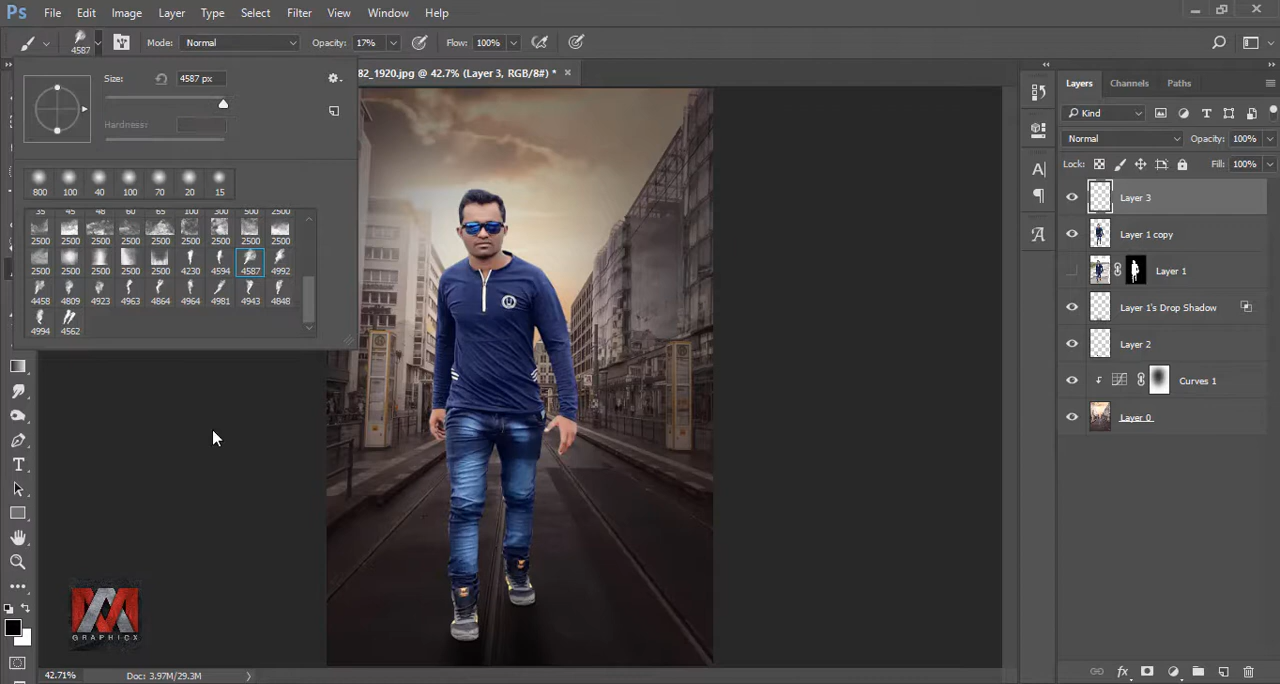 Ps File Edit Image Layer Type Select Filter View Window Help
4587 Mode: Normal Opacity: 17% Flow: 100%
82_1920.jpg @ 42.7% (Layer 3, RGB/8#) * ×
Size: 4587 px
Hardness:
800 100 40 100 70 20 15
35 45 48 60 65 100 300 500 2500
2500 2500 2500 2500 2500 2500 2500 2500 2500
2500 2500 2500 2500 2500 4230 4594 4587 4992
4458 4809 4923 4963 4864 4964 4981 4943 4848
4994 4562
Layers Channels Paths
Kind
Normal Opacity: 100%
Lock: Fill: 100%
Layer 3
Layer 1 copy
Layer 1
Layer 1's Drop Shadow
Layer 2
Curves 1
Layer 0
GRAPHICX
42.71% Doc: 3.97M/29.3M